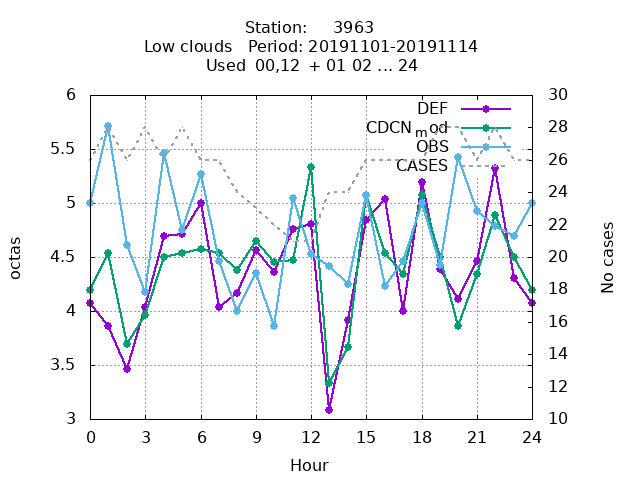 Station: 3963
Low clouds Period: 20191101-20191114
Used 00,12 + 01 02 ... 24
DEF
CDCN mod
OBS
CASES
6
5.5
5
4.5
4
3.5
3
octas
30
28
26
24
22
20
18
16
14
12
10
No cases
0 3 6 9 12 15 18 21 24
Hour